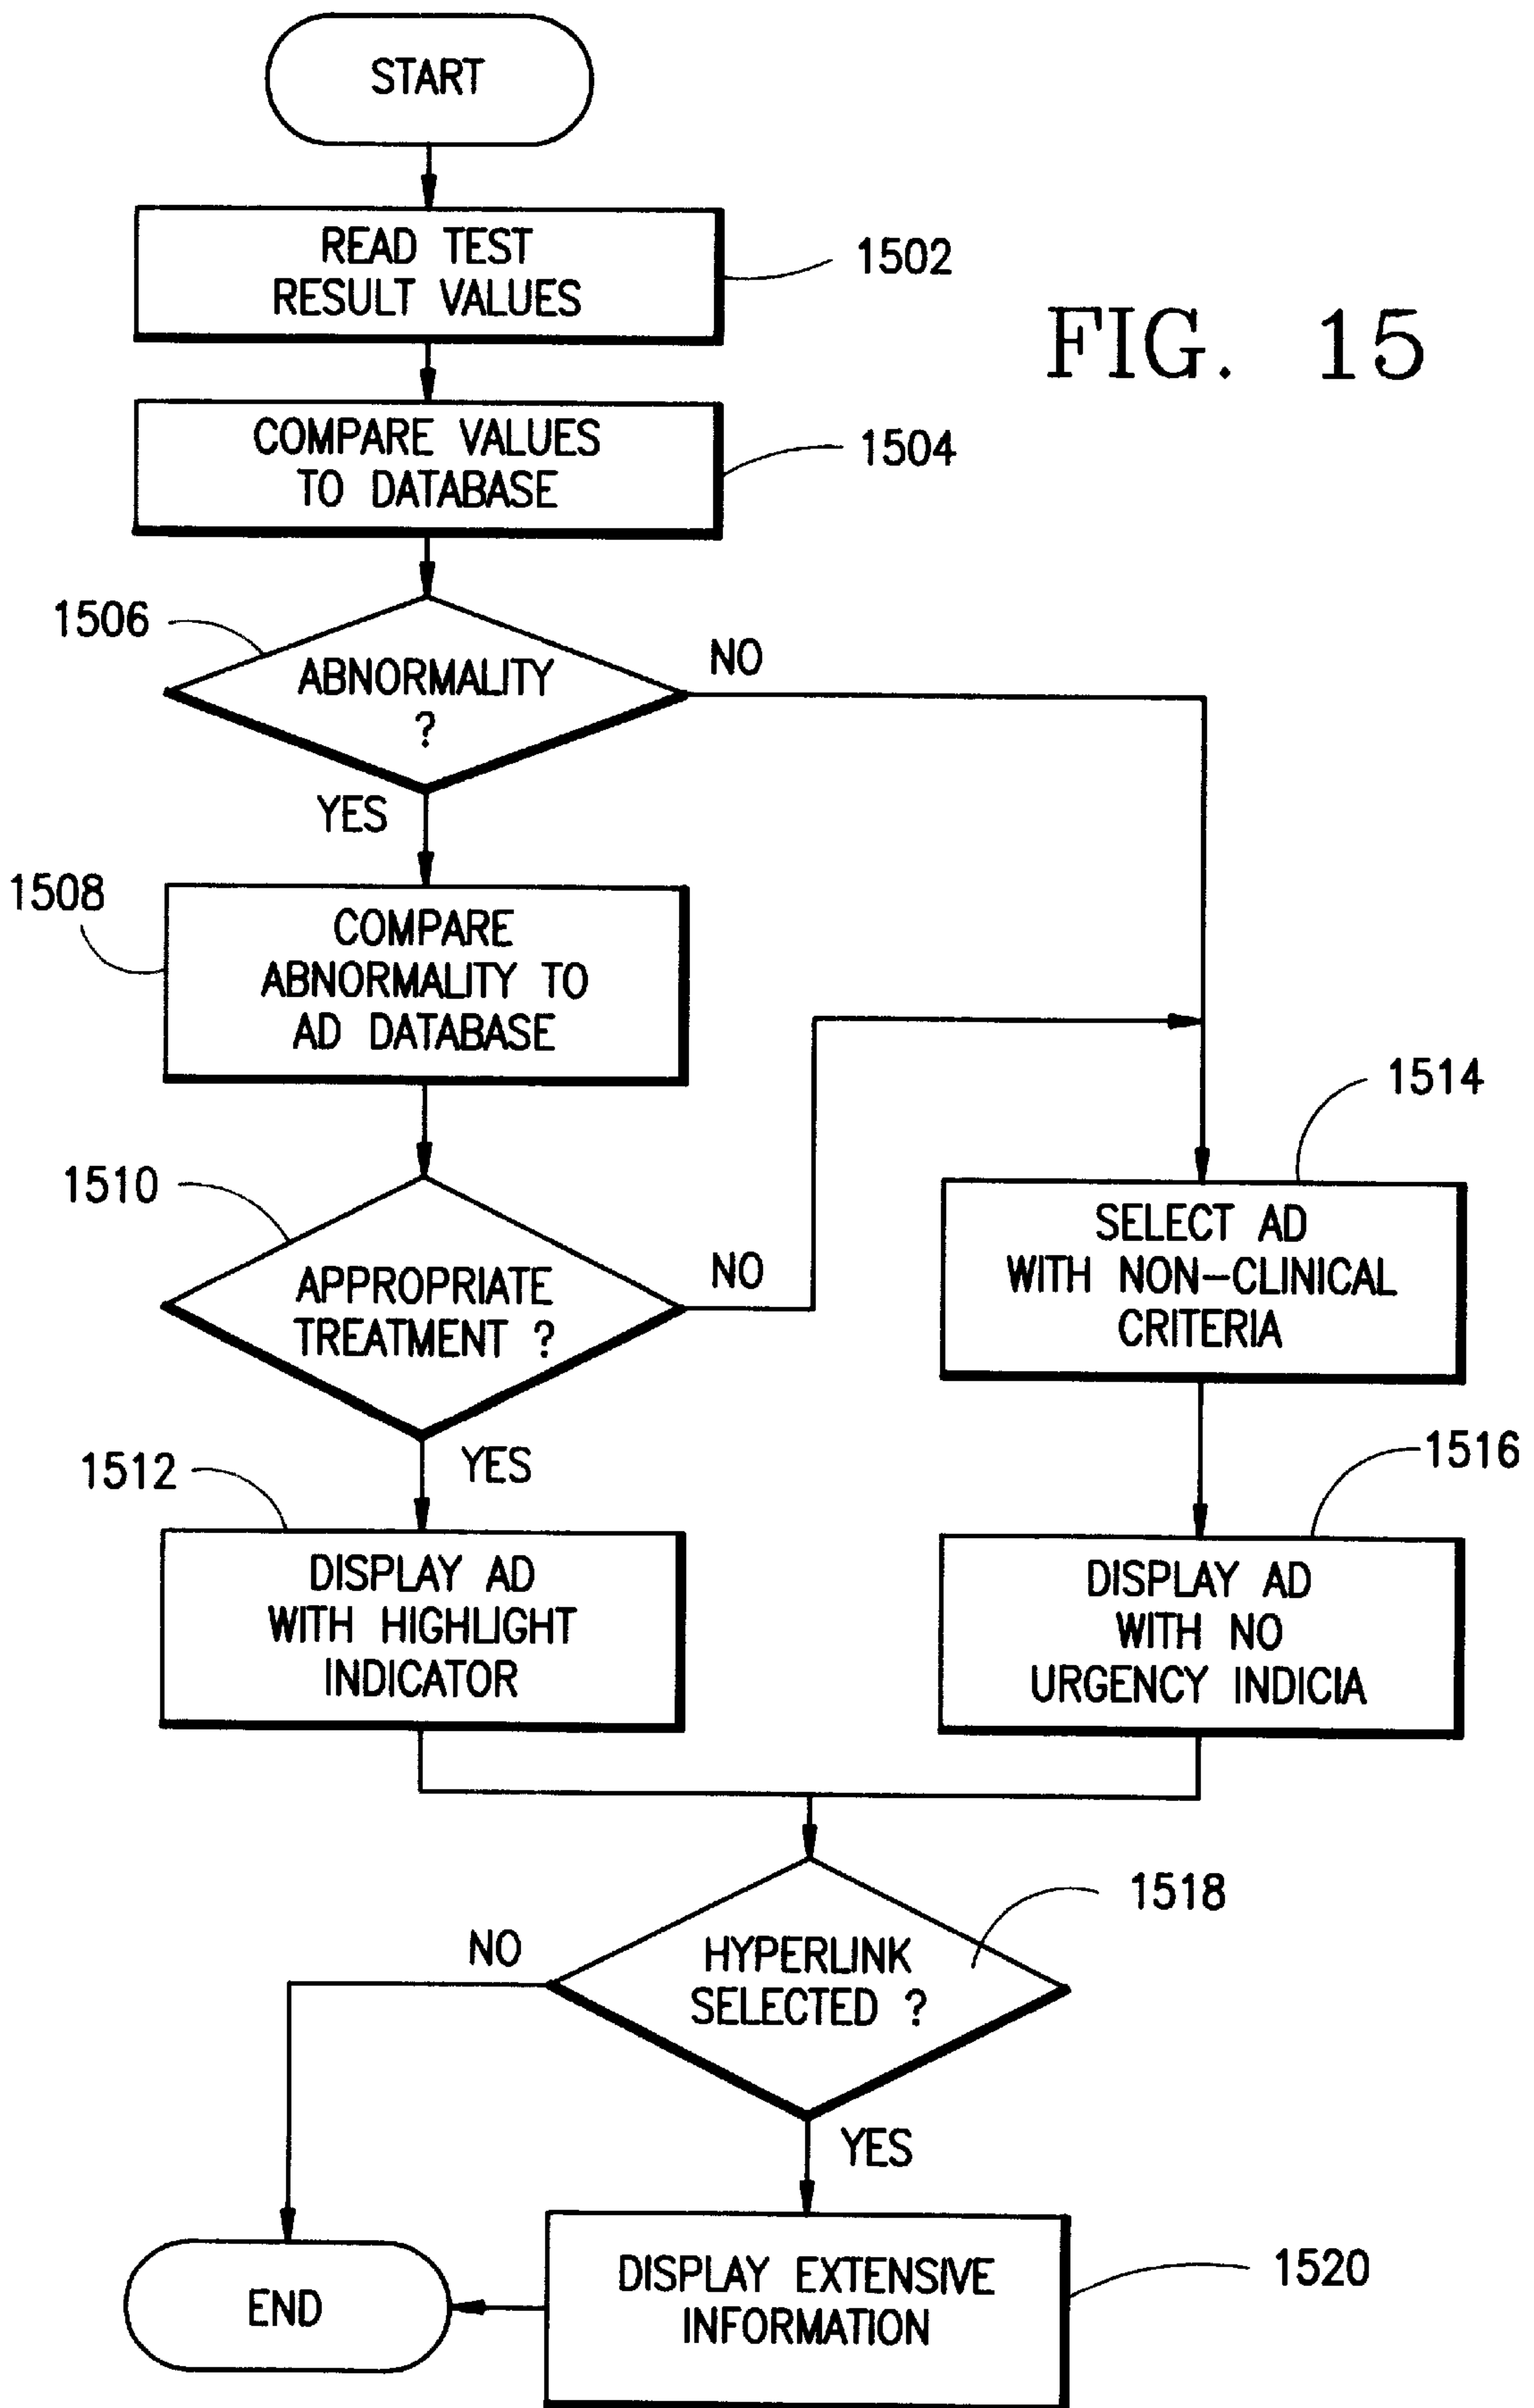 START
READ TEST
RESULT VALUES
1502
FIG. 15
COMPARE VALUES
TO DATABASE
1504
1506
ABNORMALITY
?
NO
YES
1508
COMPARE
ABNORMALITY TO
AD DATABASE
1510
APPROPRIATE
TREATMENT ?
NO
YES
1514
SELECT AD
WITH NON-CLINICAL
CRITERIA
1512
DISPLAY AD
WITH HIGHLIGHT
INDICATOR
1516
DISPLAY AD
WITH NO
URGENCY INDICIA
1518
HYPERLINK
SELECTED ?
NO
YES
END
DISPLAY EXTENSIVE
INFORMATION
1520